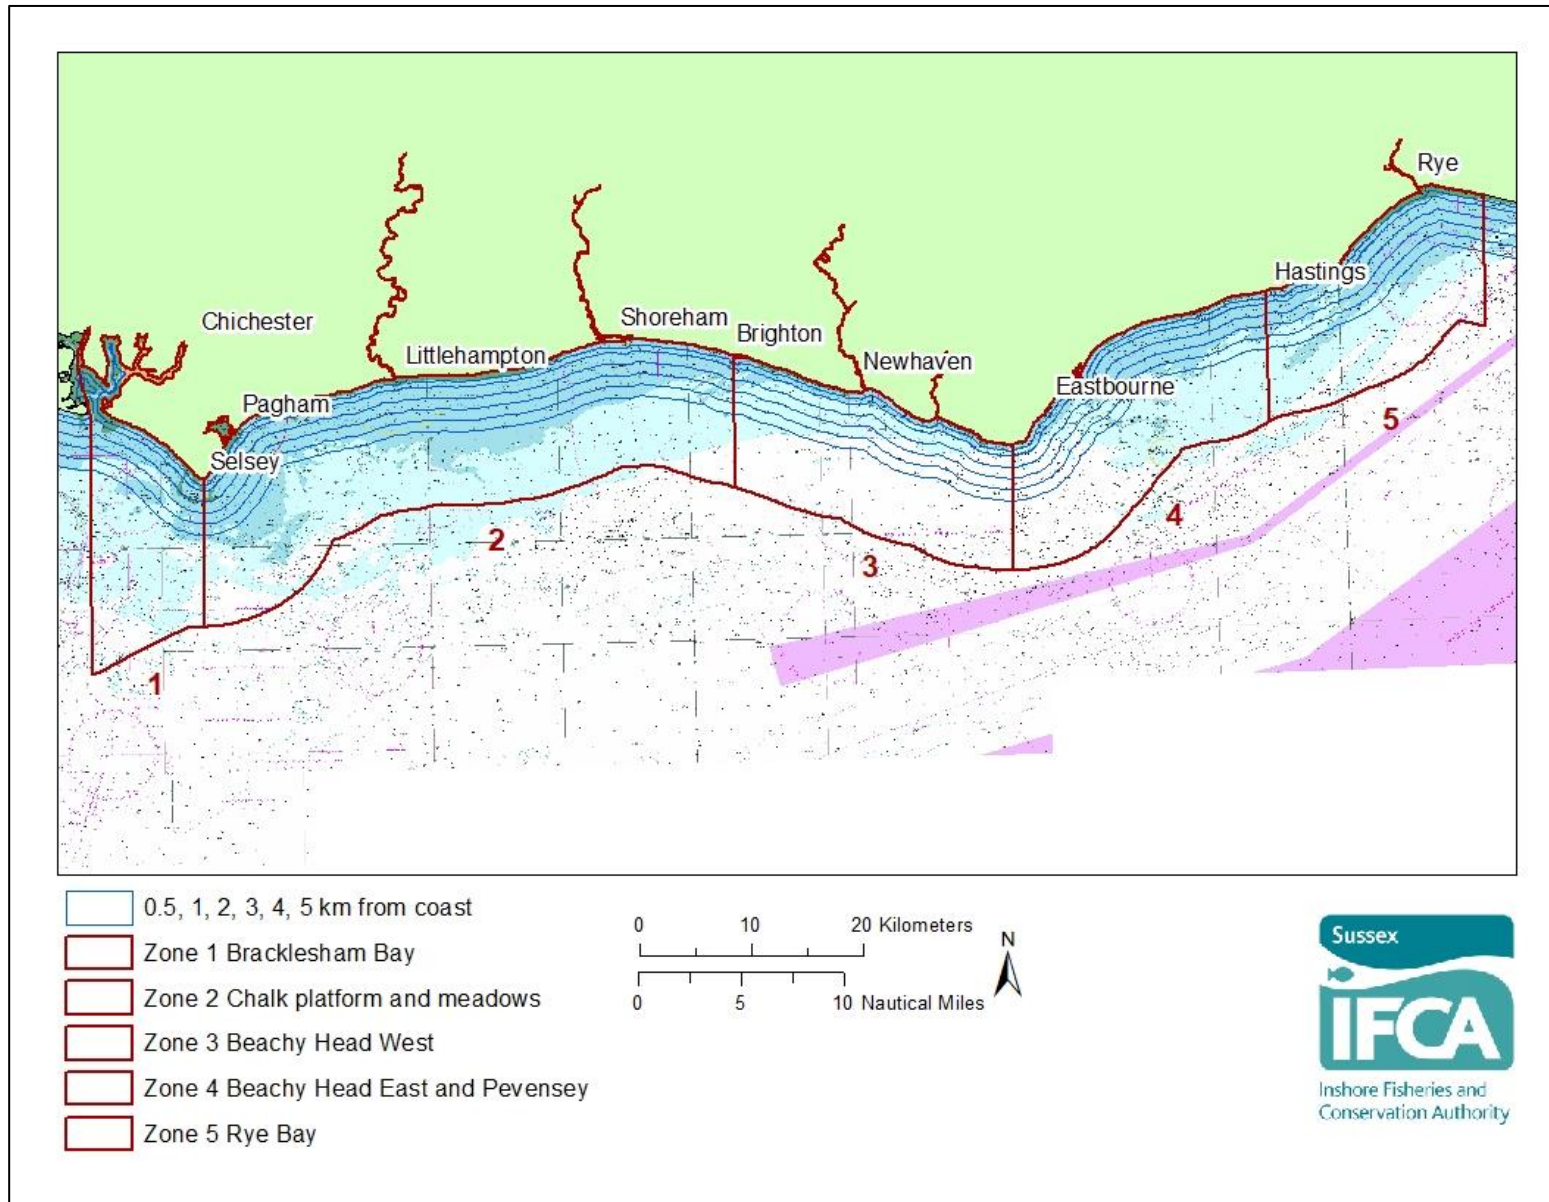 Rye
Hastings
Chichester
Shoreham
Brighton
Littlehampton
Newhaven
Eastbourne
Pagham
Selsey
5
4
2
3
1
0.5, 1, 2, 3, 4, 5 km from coast
Zone 1 Bracklesham Bay
Zone 2 Chalk platform and meadows
Zone 3 Beachy Head West
Zone 4 Beachy Head East and Pevensey
Zone 5 Rye Bay
0 10 20 Kilometers
0 5 10 Nautical Miles
N
Sussex
IFCA
Inshore Fisheries and
Conservation Authority